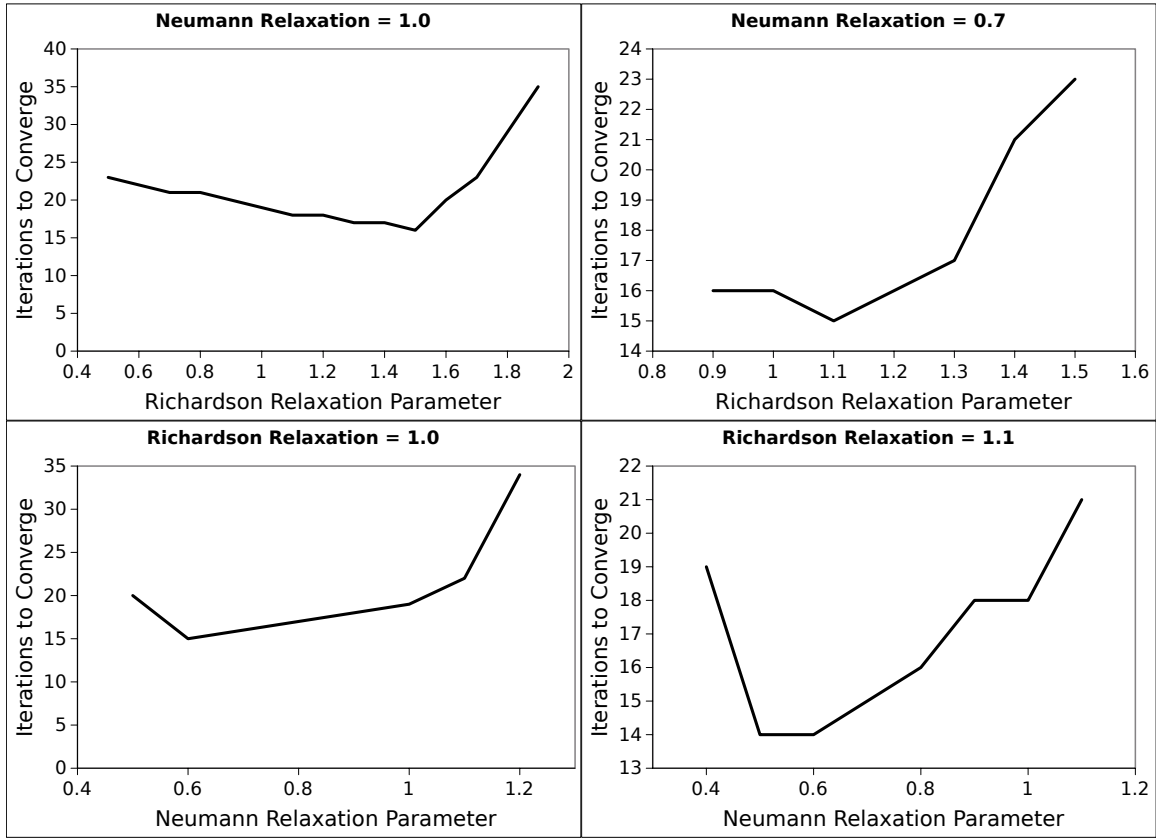 Neumann Relaxation = 1.0
40
35
30
25
20
15
10
5
0
Iterations to Converge
0.4 0.6 0.8 1 1.2 1.4 1.6 1.8 2
Richardson Relaxation Parameter
Neumann Relaxation = 0.7
24
23
22
21
20
19
18
17
16
15
14
Iterations to Converge
0.8 0.9 1 1.1 1.2 1.3 1.4 1.5 1.6
Richardson Relaxation Parameter
Richardson Relaxation = 1.0
35
30
25
20
15
10
5
0
Iterations to Converge
0.4 0.6 0.8 1 1.2
Neumann Relaxation Parameter
Richardson Relaxation = 1.1
22
21
20
19
18
17
16
15
14
13
Iterations to Converge
0.4 0.6 0.8 1 1.2
Neumann Relaxation Parameter